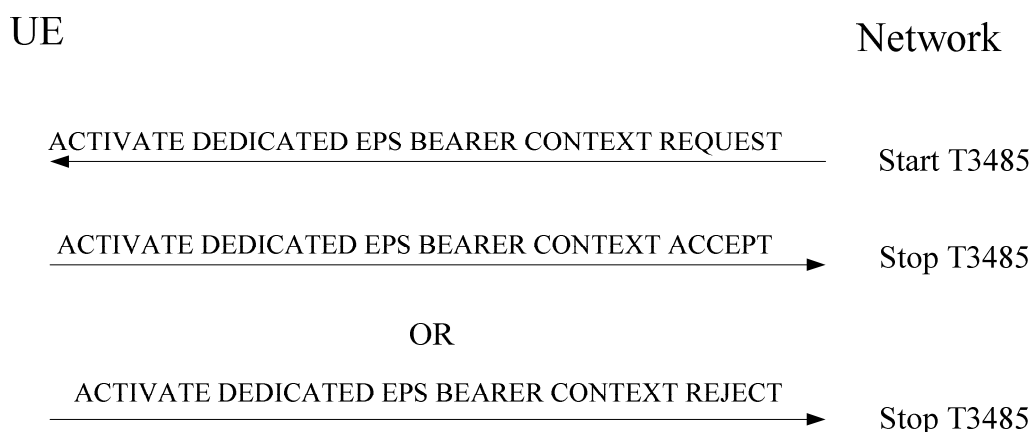 UE
Network
ACTIVATE DEDICATED EPS BEARER CONTEXT REQUEST
Start T3485
ACTIVATE DEDICATED EPS BEARER CONTEXT ACCEPT
Stop T3485
OR
ACTIVATE DEDICATED EPS BEARER CONTEXT REJECT
Stop T3485